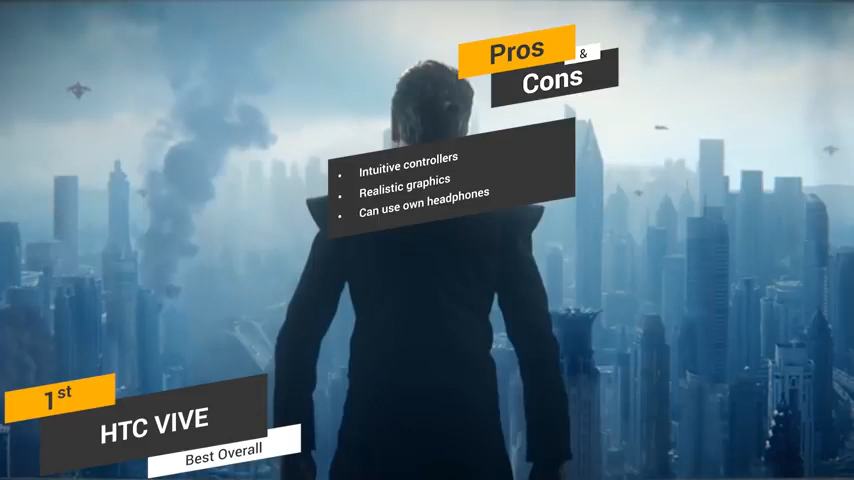 Pros
&
Cons
• Intuitive controllers
• Realistic graphics
• Can use own headphones
1st
HTC VIVE
Best Overall